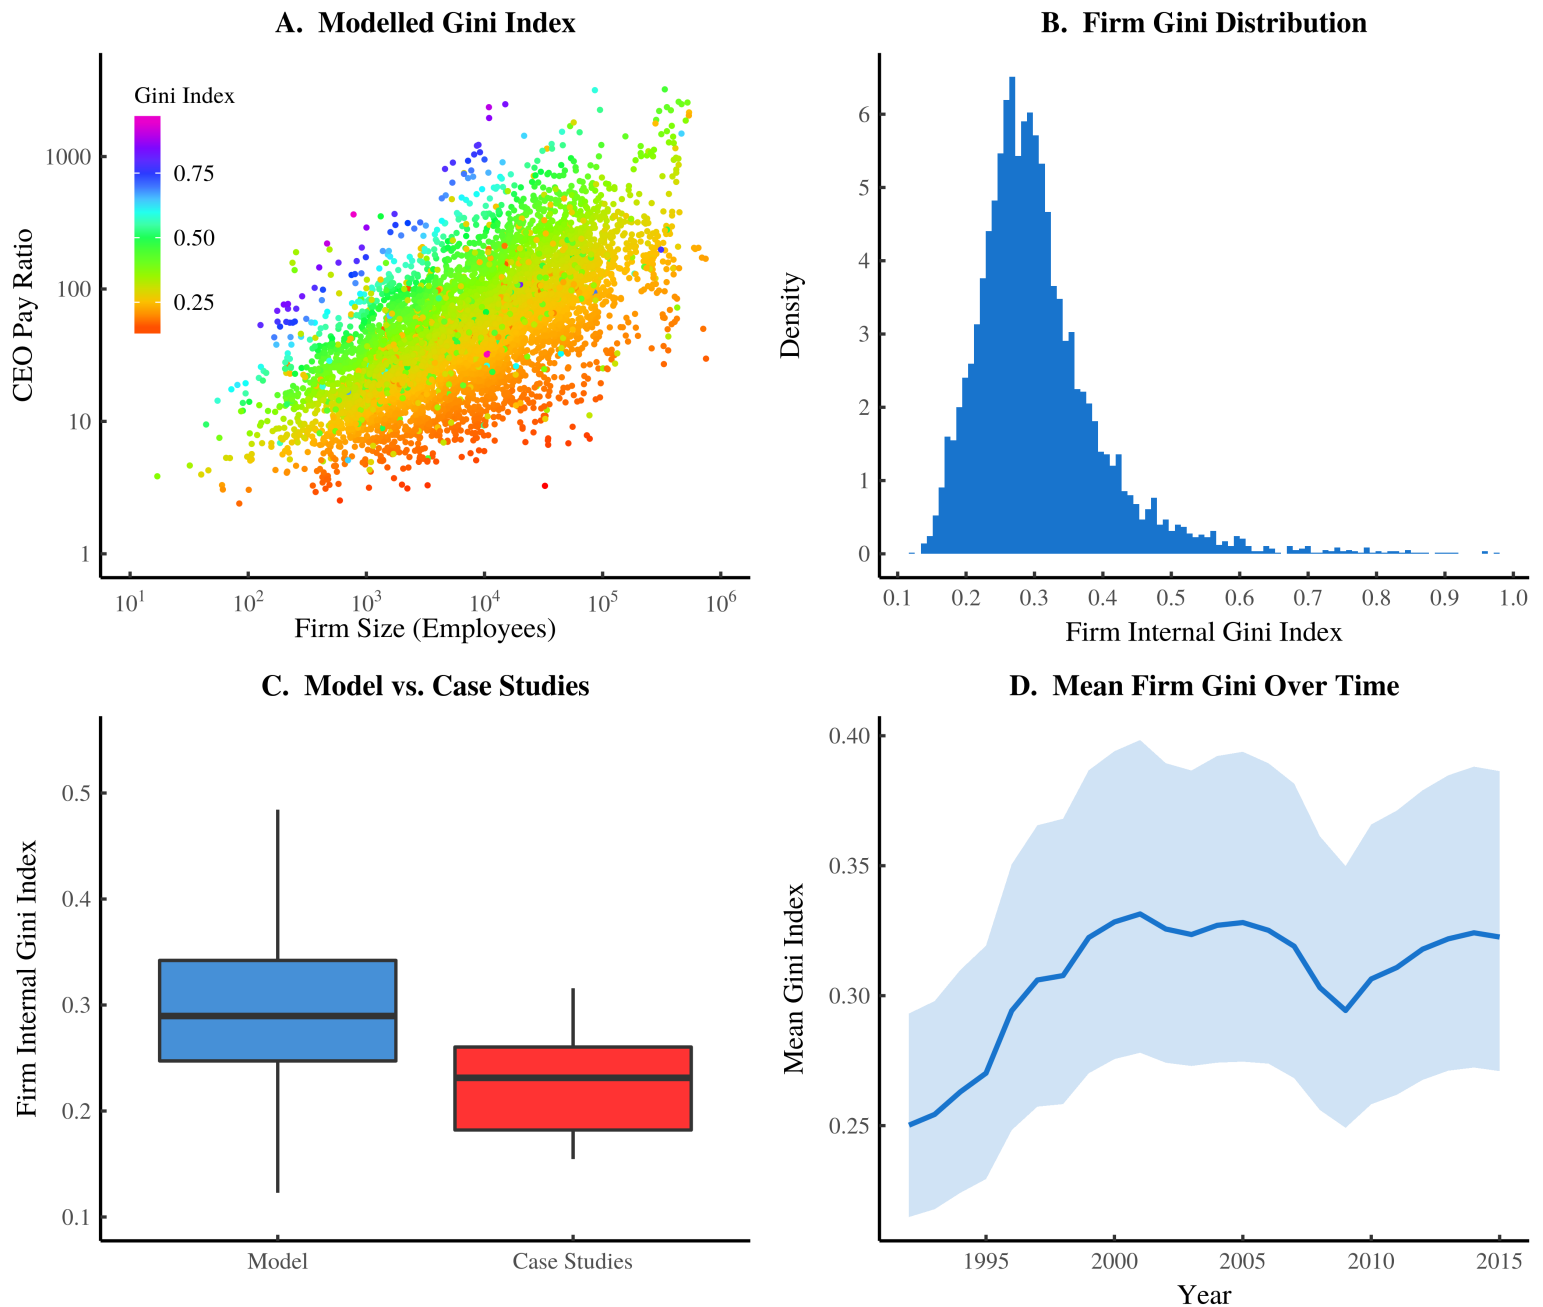 A. Modelled Gini Index
Gini Index
0.75
0.50
0.25
CEO Pay Ratio
1000
100
10
1
10¹ 10² 10³ 10⁴ 10⁵ 10⁶
Firm Size (Employees)
B. Firm Gini Distribution
Density
6
5
4
3
2
1
0
0.1 0.2 0.3 0.4 0.5 0.6 0.7 0.8 0.9 1.0
Firm Internal Gini Index
C. Model vs. Case Studies
Firm Internal Gini Index
0.5
0.4
0.3
0.2
0.1
Model Case Studies
D. Mean Firm Gini Over Time
Mean Gini Index
0.40
0.35
0.30
0.25
1995 2000 2005 2010 2015
Year